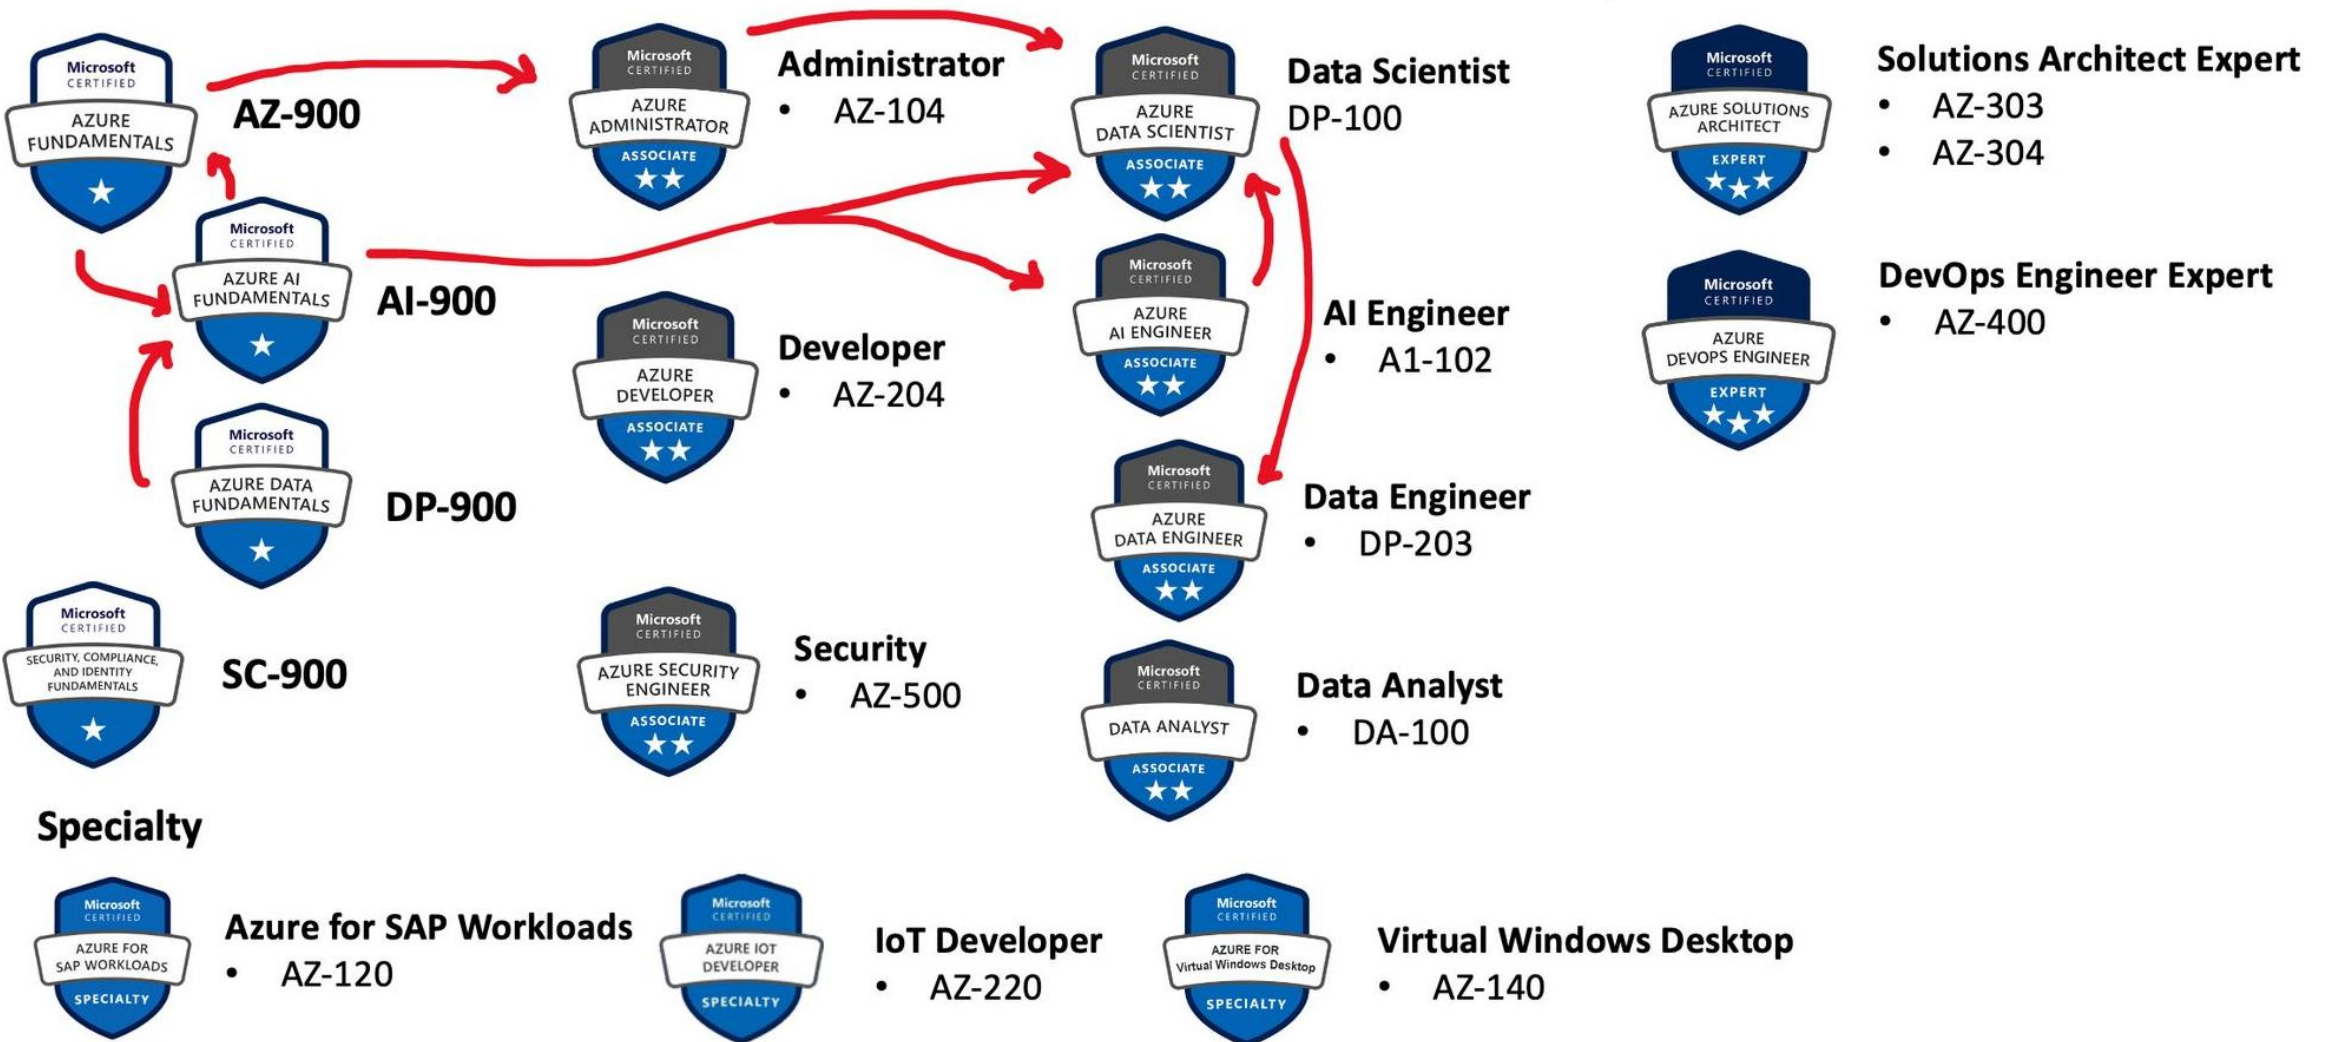 Microsoft
CERTIFIED
AZURE
FUNDAMENTALS
AZ-900
Microsoft
CERTIFIED
AZURE AI
FUNDAMENTALS
AI-900
Microsoft
CERTIFIED
AZURE DATA
FUNDAMENTALS
DP-900
Microsoft
CERTIFIED
SECURITY, COMPLIANCE,
AND IDENTITY
FUNDAMENTALS
SC-900
Microsoft
CERTIFIED
AZURE
ADMINISTRATOR
ASSOCIATE
Administrator
• AZ-104
Microsoft
CERTIFIED
AZURE
DEVELOPER
ASSOCIATE
Developer
• AZ-204
Microsoft
CERTIFIED
AZURE SECURITY
ENGINEER
ASSOCIATE
Security
• AZ-500
Microsoft
CERTIFIED
AZURE
DATA SCIENTIST
ASSOCIATE
Data Scientist
DP-100
Microsoft
CERTIFIED
AZURE
AI ENGINEER
ASSOCIATE
AI Engineer
• A1-102
Microsoft
CERTIFIED
AZURE
DATA ENGINEER
ASSOCIATE
Data Engineer
• DP-203
Microsoft
CERTIFIED
DATA ANALYST
ASSOCIATE
Data Analyst
• DA-100
Microsoft
CERTIFIED
AZURE SOLUTIONS
ARCHITECT
EXPERT
Solutions Architect Expert
• AZ-303
• AZ-304
Microsoft
CERTIFIED
AZURE
DEVOPS ENGINEER
EXPERT
DevOps Engineer Expert
• AZ-400
Specialty
Microsoft
CERTIFIED
AZURE FOR
SAP WORKLOADS
SPECIALTY
Azure for SAP Workloads
• AZ-120
Microsoft
CERTIFIED
AZURE IOT
DEVELOPER
SPECIALTY
IoT Developer
• AZ-220
Microsoft
CERTIFIED
AZURE FOR
Virtual Windows Desktop
SPECIALTY
Virtual Windows Desktop
• AZ-140